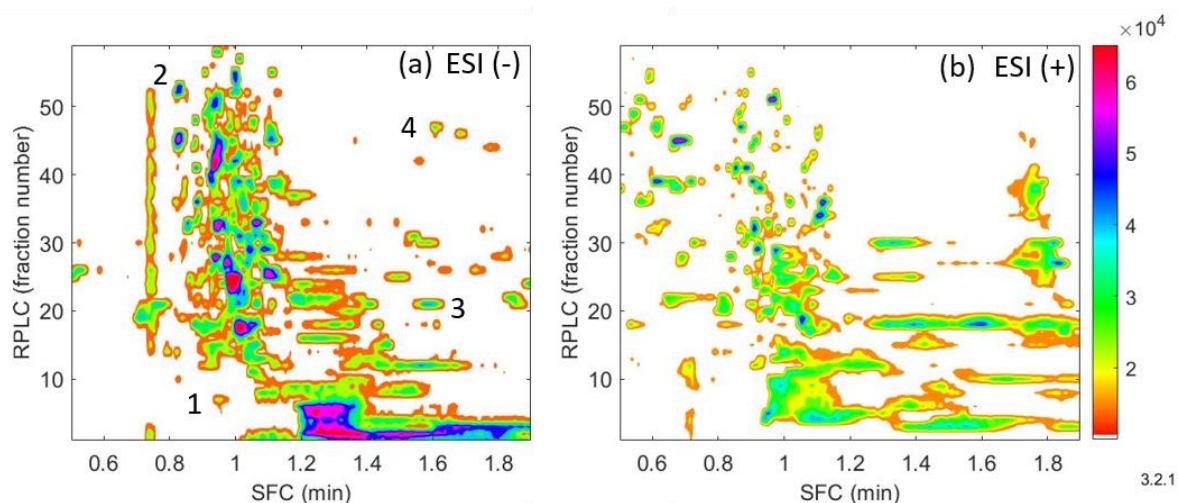 (a) ESI (-)
2
4
3
1
RPLC (fraction number)
50
40
30
20
10
0.6 0.8 1 1.2 1.4 1.6 1.8
SFC (min)
(b) ESI (+)
RPLC (fraction number)
50
40
30
20
10
0.6 0.8 1 1.2 1.4 1.6 1.8
SFC (min)
×10⁴
6
5
4
3
2
3.2.1